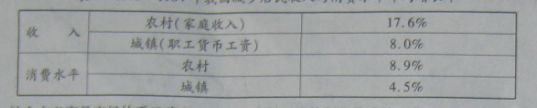 收 入 农村(家庭收入) 17.6%
城镇(职工货币工资) 8.0%
消费水平 农村 8.9%
城镇 4.5%